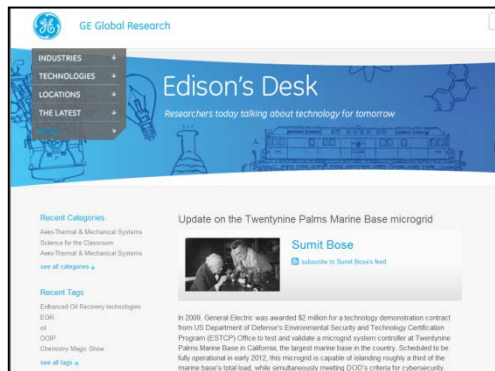 GE Global Research
INDUSTRIES
TECHNOLOGIES
LOCATIONS
THE LATEST
Edison's Desk
Researchers today talking about technology for tomorrow
Recent Categories
Aero-Thermal & Mechanical Systems
Science for the Classroom
Aero-Thermal & Mechanical Systems
see all categories
Recent Tags
Enhanced Oil Recovery technologies
EOR
oil
OOIP
Chemistry Magic Show
see all tags
Update on the Twentynine Palms Marine Base microgrid
Sumit Bose
subscribe to Sumit Bose's feed
In 2009, General Electric was awarded $2 million for a technology demonstration contract
from US Department of Defense's Environmental Security and Technology Certification
Program (ESTCP) Office to test and validate a microgrid system controller at Twentynine
Palms Marine Base in California, the largest marine base in the country. Scheduled to be
fully operational in early 2012, this microgrid is capable of islanding roughly a third of the
marine base's total load, while simultaneously meeting DOD's criteria for cybersecurity.